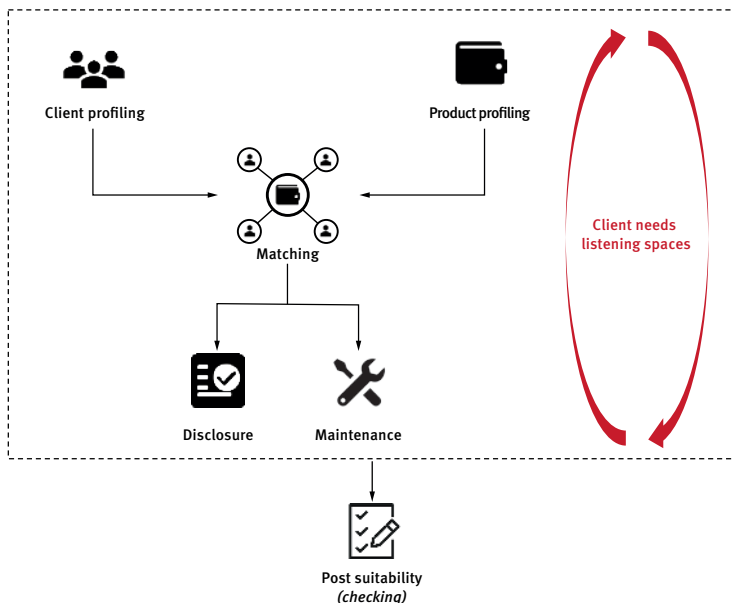 Client profiling
Product profiling
Client needs
listening spaces
Matching
Disclosure
Maintenance
Post suitability
(checking)